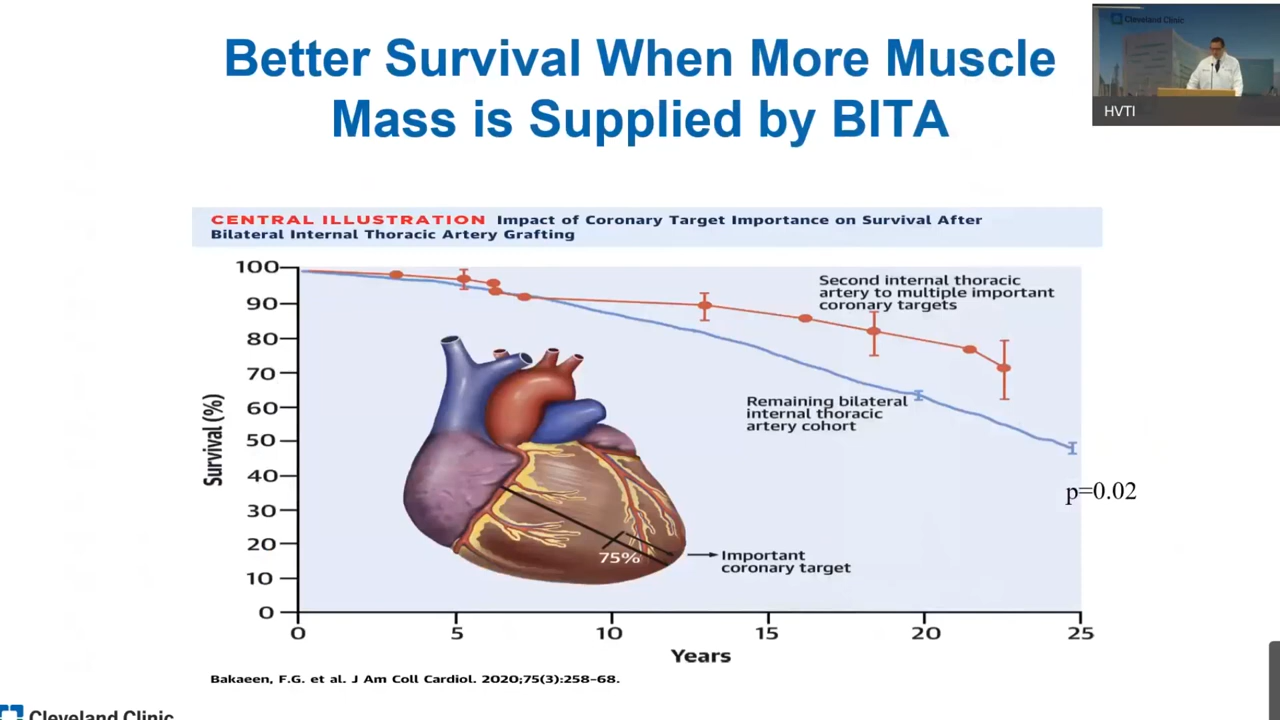 Better Survival When More Muscle
Mass is Supplied by BITA
Cleveland Clinic
HVTI
CENTRAL ILLUSTRATION Impact of Coronary Target Importance on Survival After
Bilateral Internal Thoracic Artery Grafting
Survival (%)
100
90
80
70
60
50
40
30
20
10
0
Second internal thoracic
artery to multiple important
coronary targets
Remaining bilateral
internal thoracic
artery cohort
p=0.02
75%
Important
coronary target
0
5
10
15
20
25
Years
Bakaeen, F.G. et al. J Am Coll Cardiol. 2020;75(3):258-68.
Cleveland Clinic